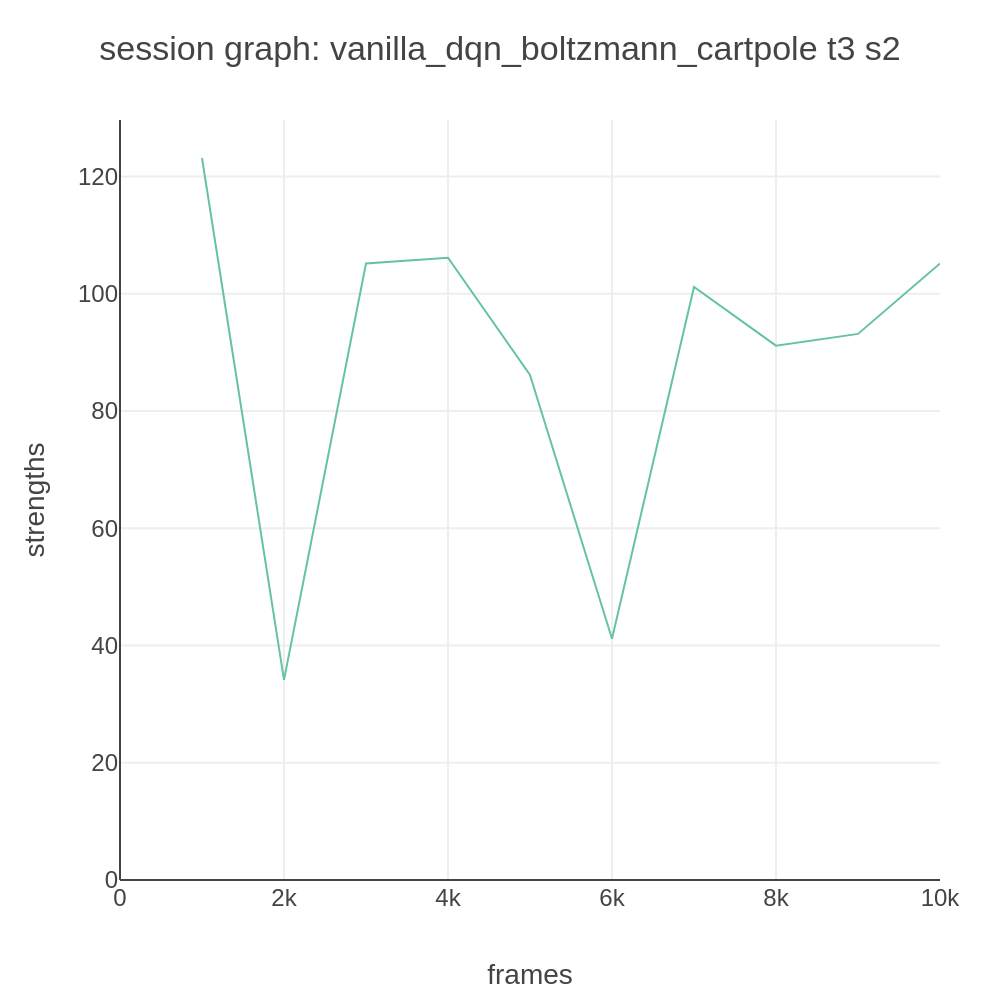 session graph: vanilla_dqn_boltzmann_cartpole t3 s2
120
100
80
60
40
20
0
strengths
0 2k 4k 6k 8k 10k
frames